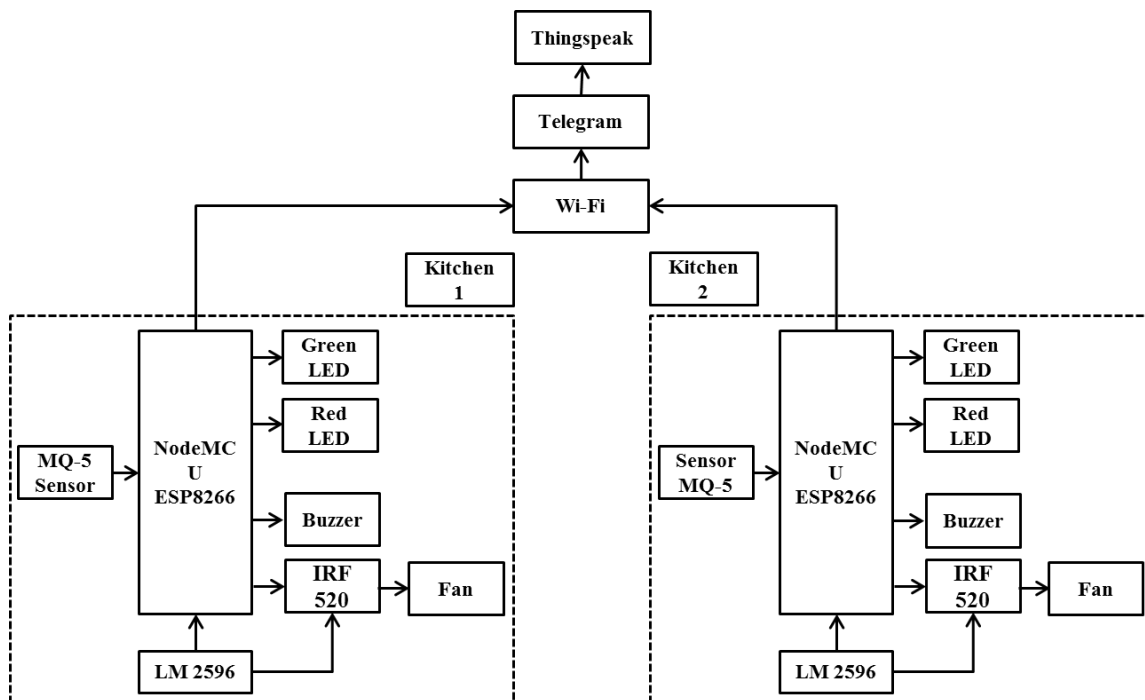 Thingspeak
Telegram
Wi-Fi
Kitchen
1
Kitchen
2
Green
LED
Red
LED
MQ-5
Sensor
NodeMC
U
ESP8266
Buzzer
IRF
520
Fan
LM 2596
Green
LED
Red
LED
Sensor
MQ-5
NodeMC
U
ESP8266
Buzzer
IRF
520
Fan
LM 2596